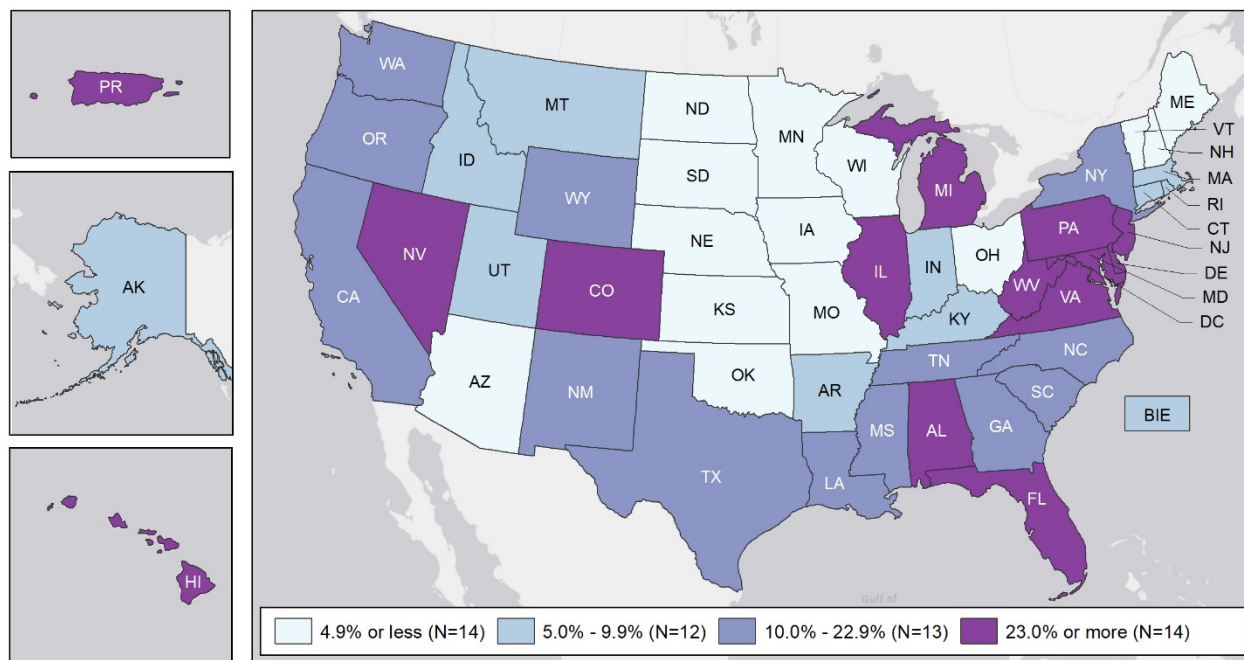 PR
AK
HI
WA
OR
CA
NV
ID
MT
WY
UT
CO
AZ
NM
ND
SD
NE
KS
OK
TX
MN
IA
MO
AR
LA
WI
IL
MI
IN
OH
KY
TN
MS
AL
GA
FL
SC
NC
VA
WV
PA
NY
ME
VT
NH
MA
RI
CT
NJ
DE
MD
DC
BIE
Gulf of
4.9% or less (N=14)
5.0% - 9.9% (N=12)
10.0% - 22.9% (N=13)
23.0% or more (N=14)